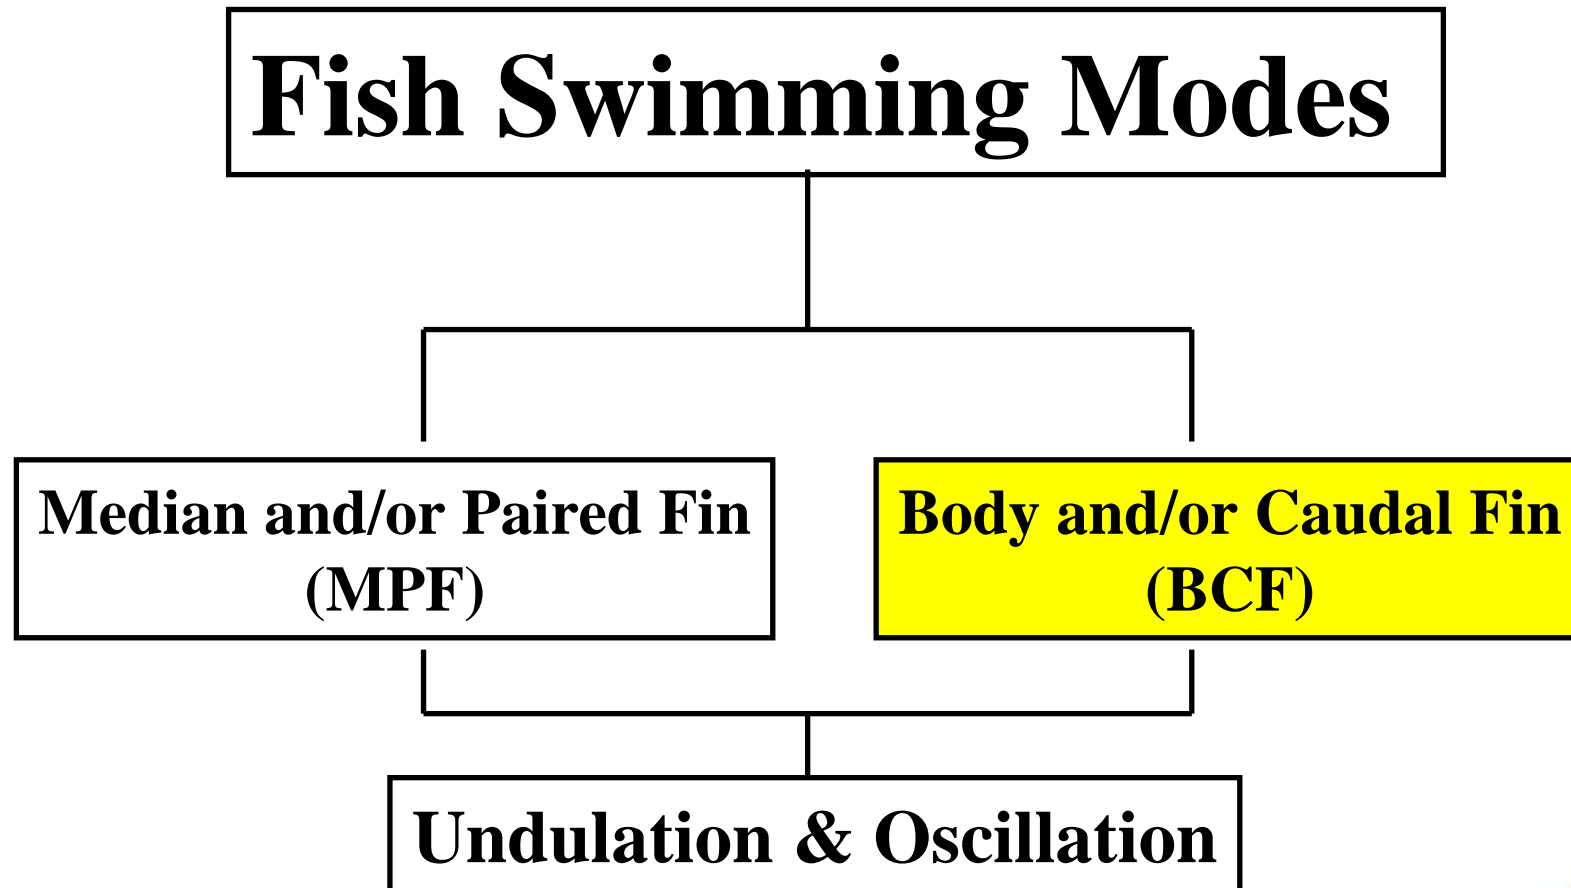 Fish Swimming Modes
Median and/or Paired Fin
(MPF)
Body and/or Caudal Fin
(BCF)
Undulation & Oscillation